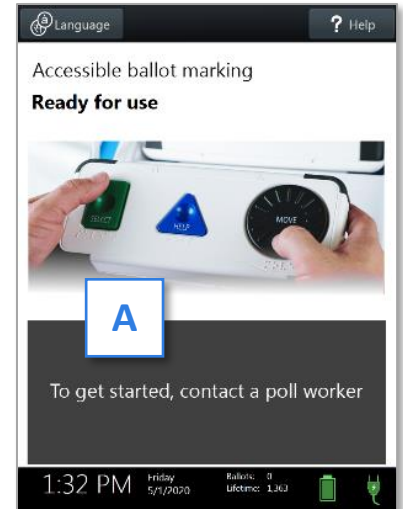 Language
? Help
Accessible ballot marking
Ready for use
SELECT
HELP
MOVE
A
To get started, contact a poll worker
1:32 PM
Friday
5/1/2020
Ballots: 0
Lifetime: 1,363